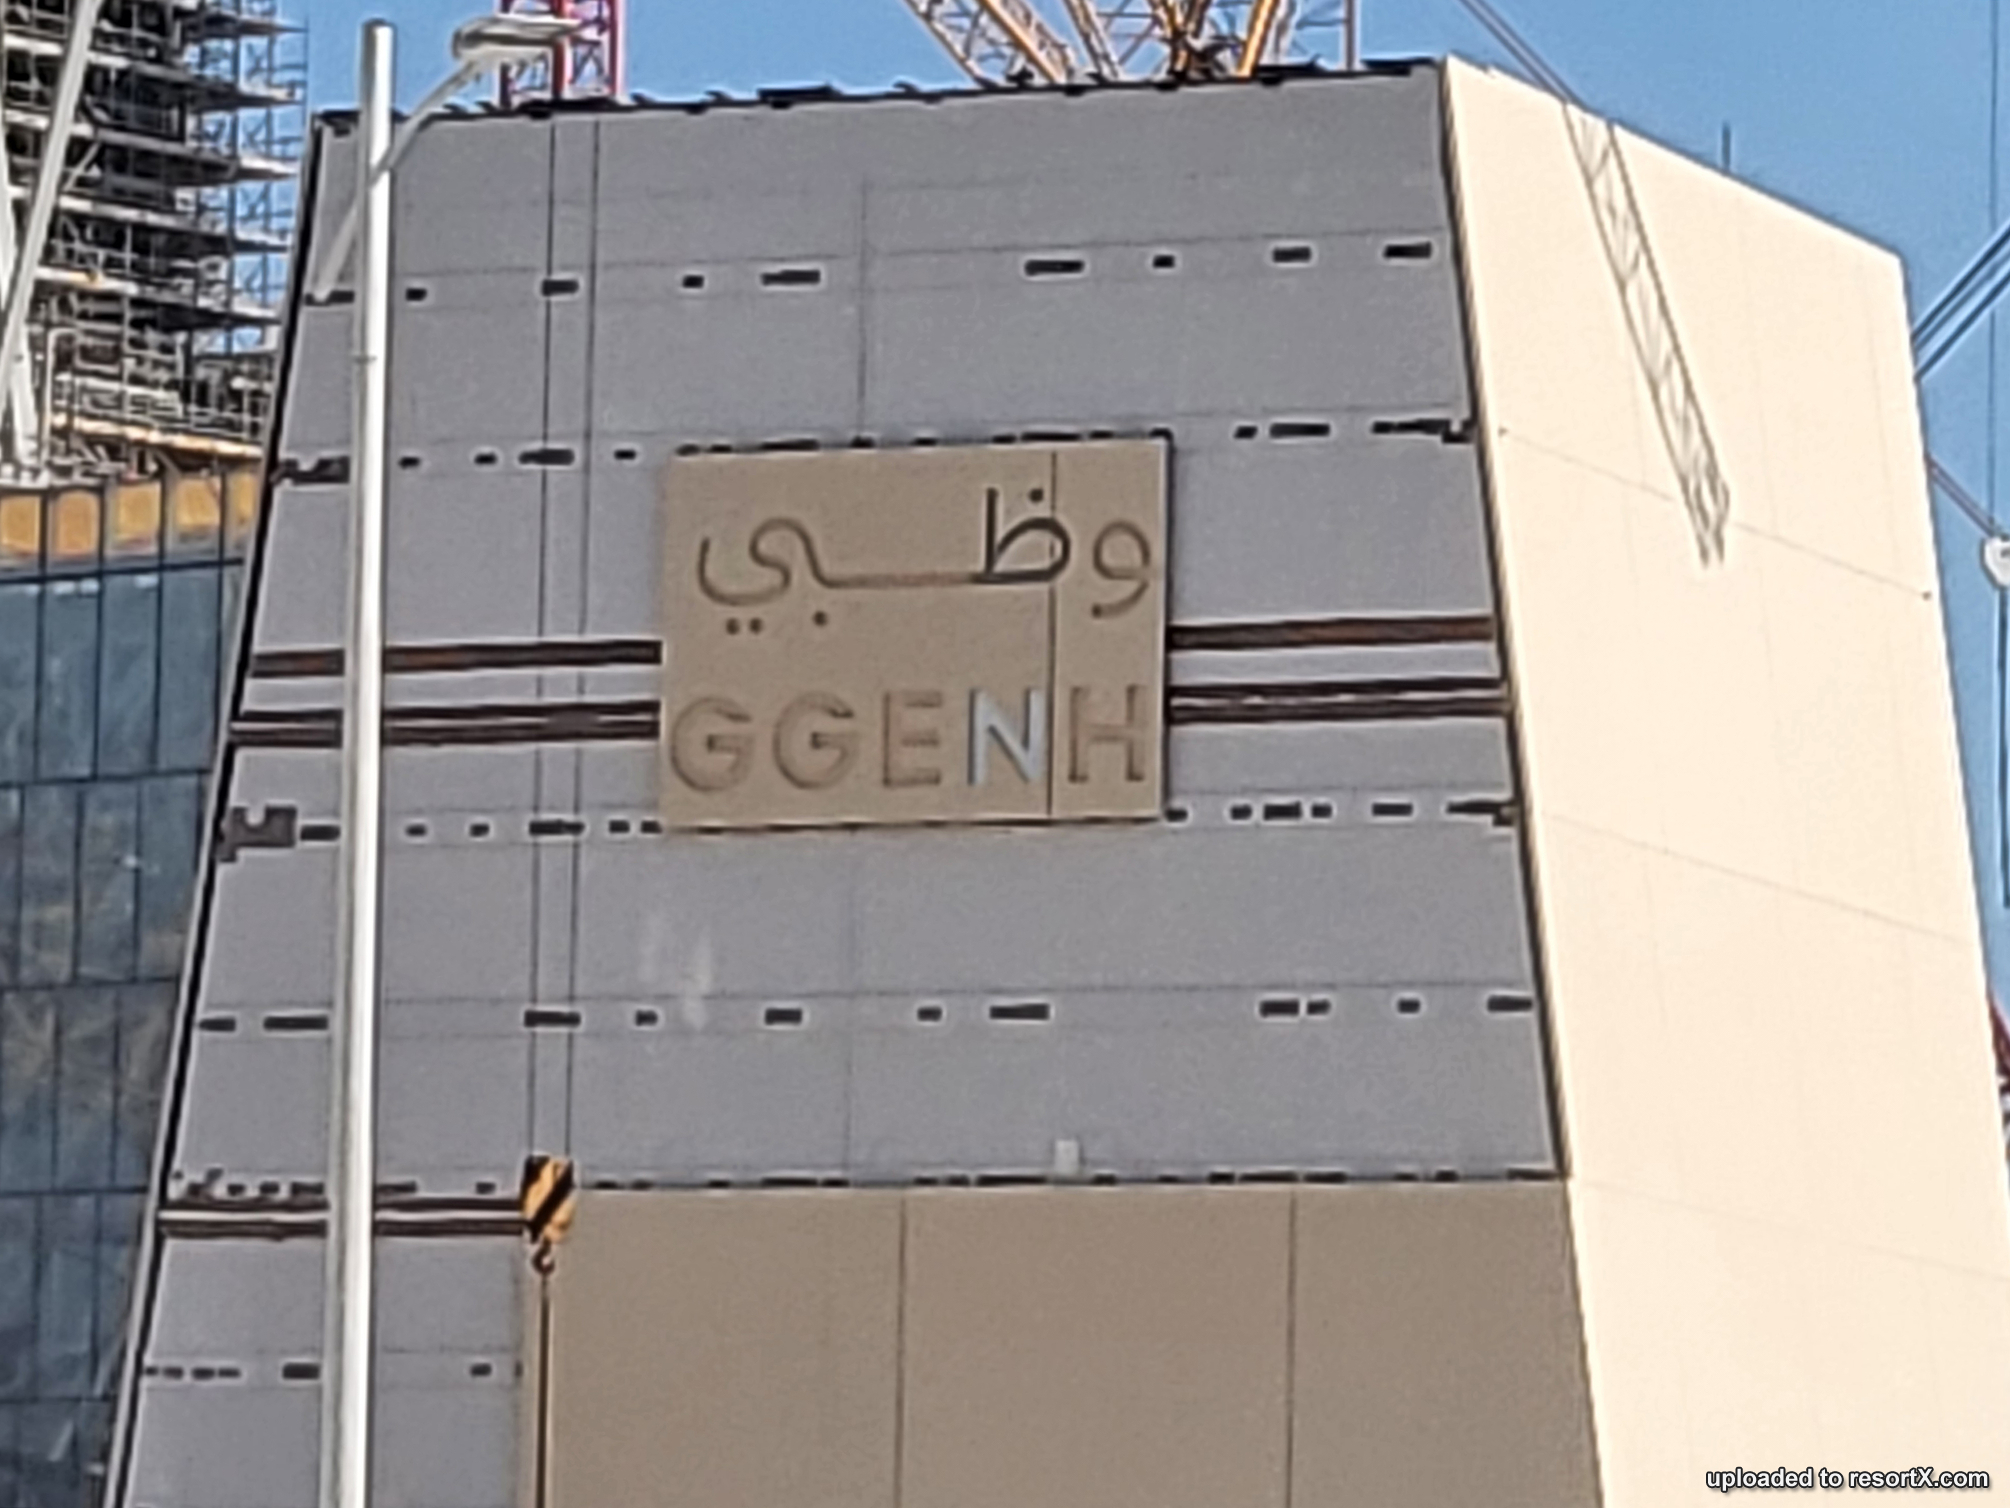 وظبي
GGENH
uploaded to resortX.com